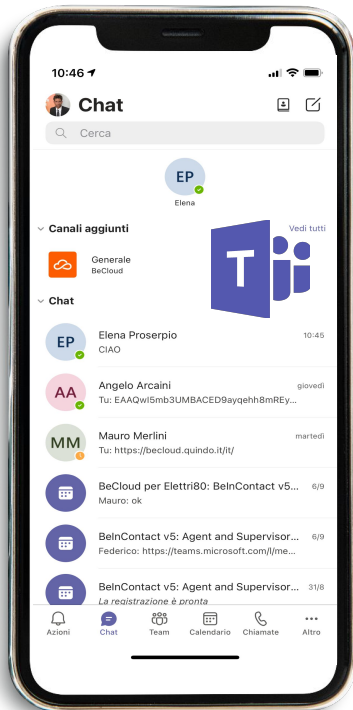 10:46
Chat
Cerca
EP
Elena
Canali aggiunti
Vedi tutti
Generale
BeCloud
T
Chat
EP
Elena Proserpio
10:45
CIAO
AA
Angelo Arcaini
giovedì
Tu: EAAQwI5mb3UMBACED9ayqehh8mREy...
MM
Mauro Merlini
martedì
Tu: https://becloud.quindo.it/it/
BeCloud per Elettri80: BeInContact v5...
6/9
Mauro: ok
BeInContact v5: Agent and Supervisor...
6/9
Federico: https://teams.microsoft.com/l/me...
BeInContact v5: Agent and Supervisor...
31/8
La registrazione è pronta
Azioni
Chat
Team
Calendario
Chiamate
Altro